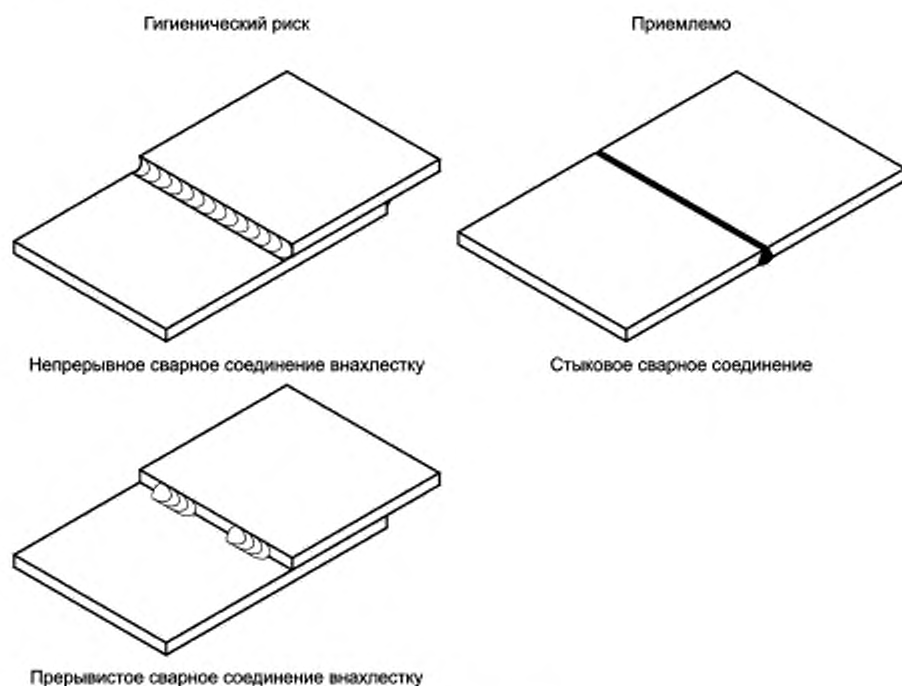 Гигиенический риск
Приемлемо
Непрерывное сварное соединение внахлестку
Стыковое сварное соединение
Прерывистое сварное соединение внахлестку